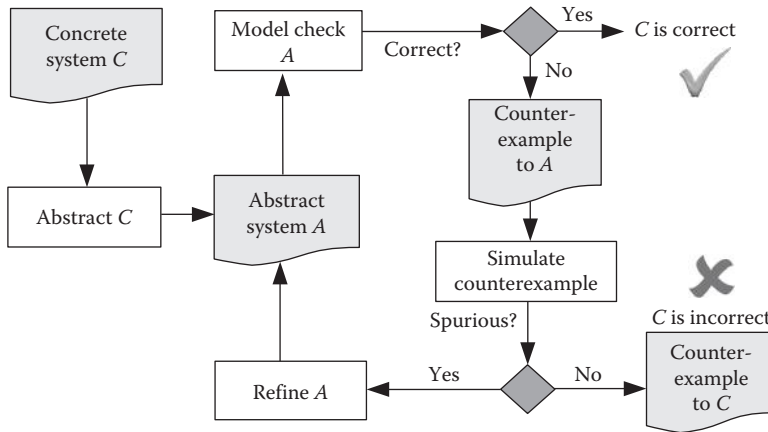 Concrete
system C
Abstract C
Model check
A
Correct?
Yes
C is correct
No
Counter-
example
to A
Abstract
system A
Simulate
counterexample
Spurious?
C is incorrect
Refine A
Yes
No
Counter-
example
to C